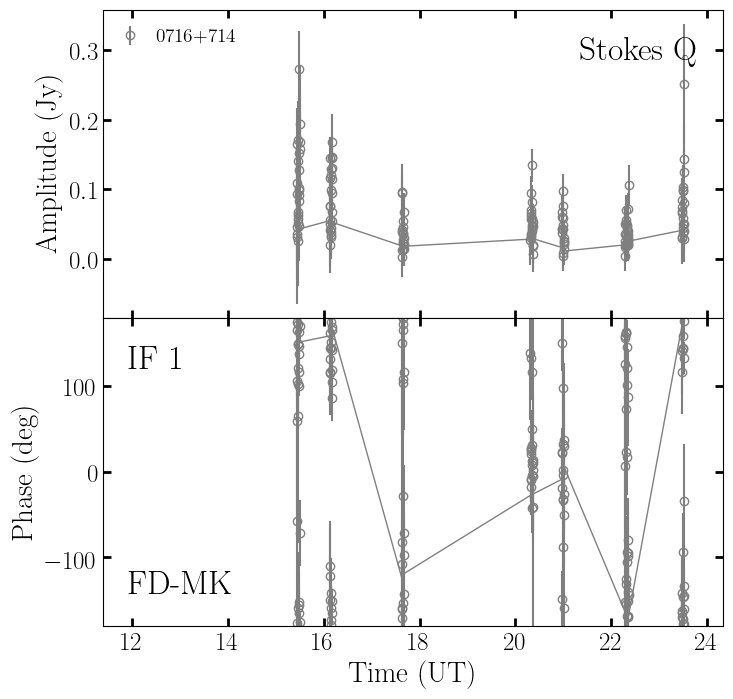 0716+714
Stokes Q
Amplitude (Jy)
0.3
0.2
0.1
0.0
IF 1
FD-MK
Phase (deg)
100
0
−100
12 14 16 18 20 22 24
Time (UT)